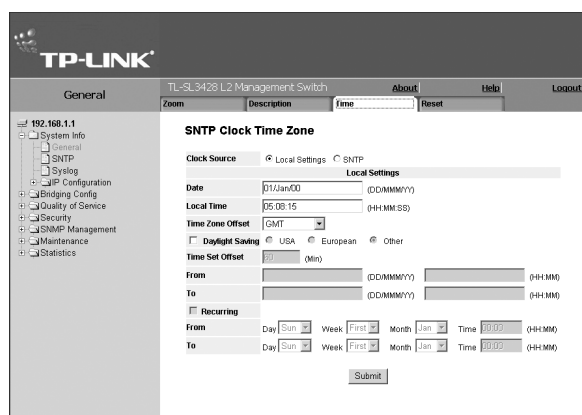 TP-LINK
General
TL-SL3428 L2 Management Switch About Help Logout
Zoom Description Time Reset
192.168.1.1
System Info
General
SNTP
Syslog
IP Configuration
Bridging Config
Quality of Service
Security
SNMP Management
Maintenance
Statistics
SNTP Clock Time Zone
Clock Source Local Settings SNTP
Local Settings
Date 01/Jan/00 (DD/MMM/YY)
Local Time 05:08:15 (HH:MM:SS)
Time Zone Offset GMT
Daylight Saving USA European Other
Time Set Offset 60 (Min)
From (DD/MMM/YY) (HH:MM)
To (DD/MMM/YY) (HH:MM)
Recurring
From Day Sun Week First Month Jan Time (HH:MM)
To Day Sun Week First Month Jan Time (HH:MM)
Submit